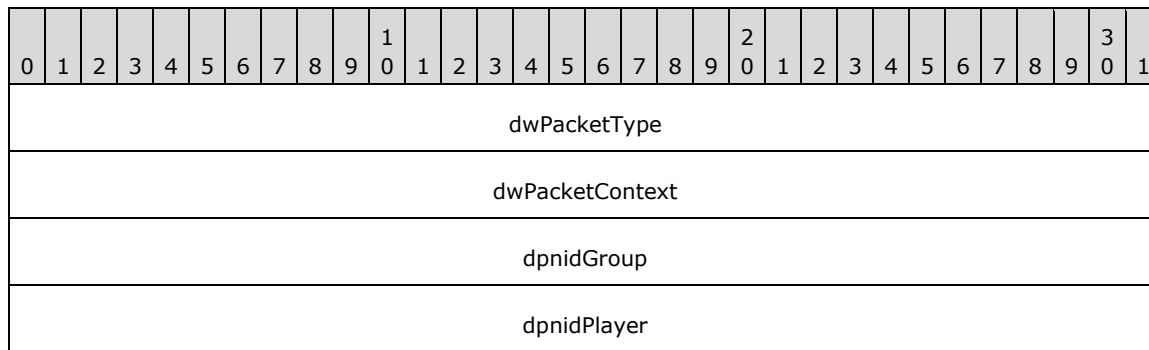 1 2 3
0 1 2 3 4 5 6 7 8 9 0 1 2 3 4 5 6 7 8 9 0 1 2 3 4 5 6 7 8 9 0 1
dwPacketType
dwPacketContext
dpnidGroup
dpnidPlayer